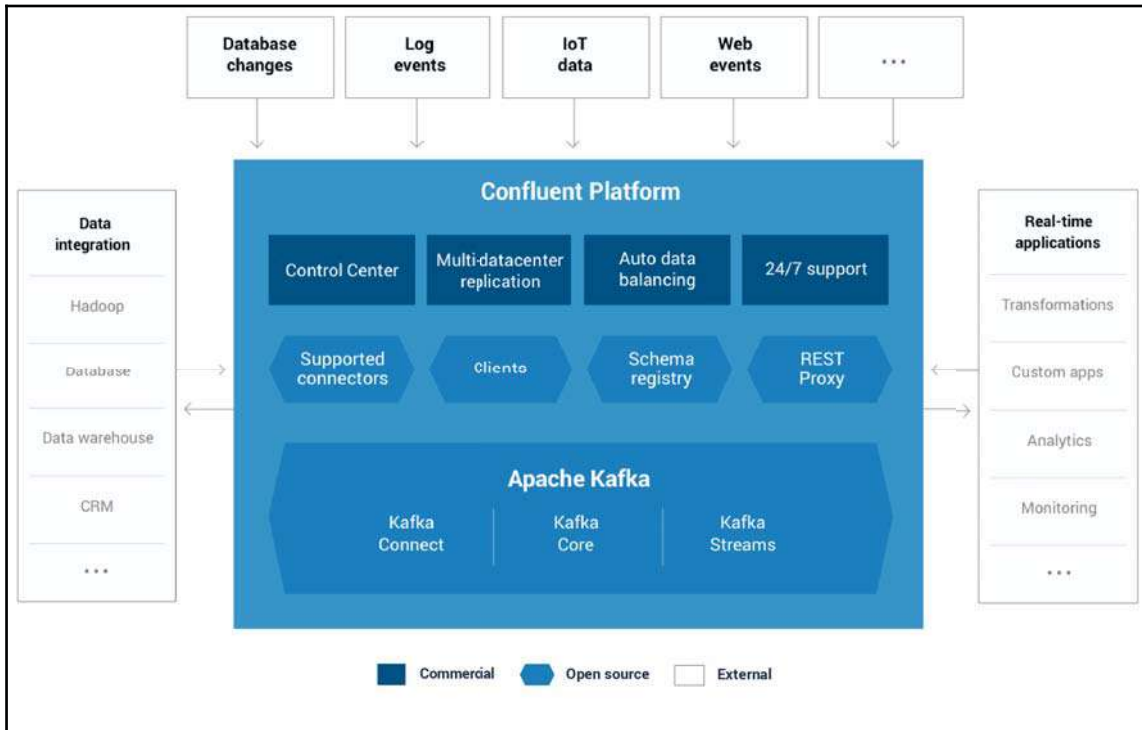 Database
changes
Log
events
IoT
data
Web
events
...
Confluent Platform
Data
integration
Hadoop
Database
Data warehouse
CRM
...
Control Center
Multi-datacenter
replication
Auto data
balancing
24/7 support
Supported
connectors
Clients
Schema
registry
REST
Proxy
Apache Kafka
Kafka
Connect
Kafka
Core
Kafka
Streams
Real-time
applications
Transformations
Custom apps
Analytics
Monitoring
...
Commercial
Open source
External